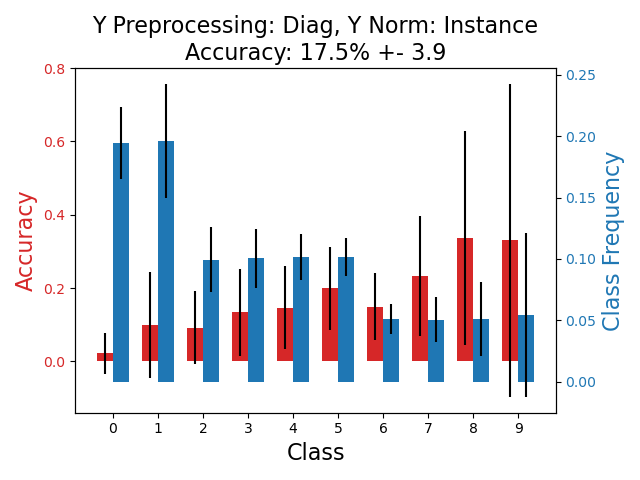 Y Preprocessing: Diag, Y Norm: Instance
Accuracy: 17.5% +- 3.9
0.8
0.6
0.4
0.2
0.0
Accuracy
0.25
0.20
0.15
0.10
0.05
0.00
Class Frequency
0 1 2 3 4 5 6 7 8 9
Class